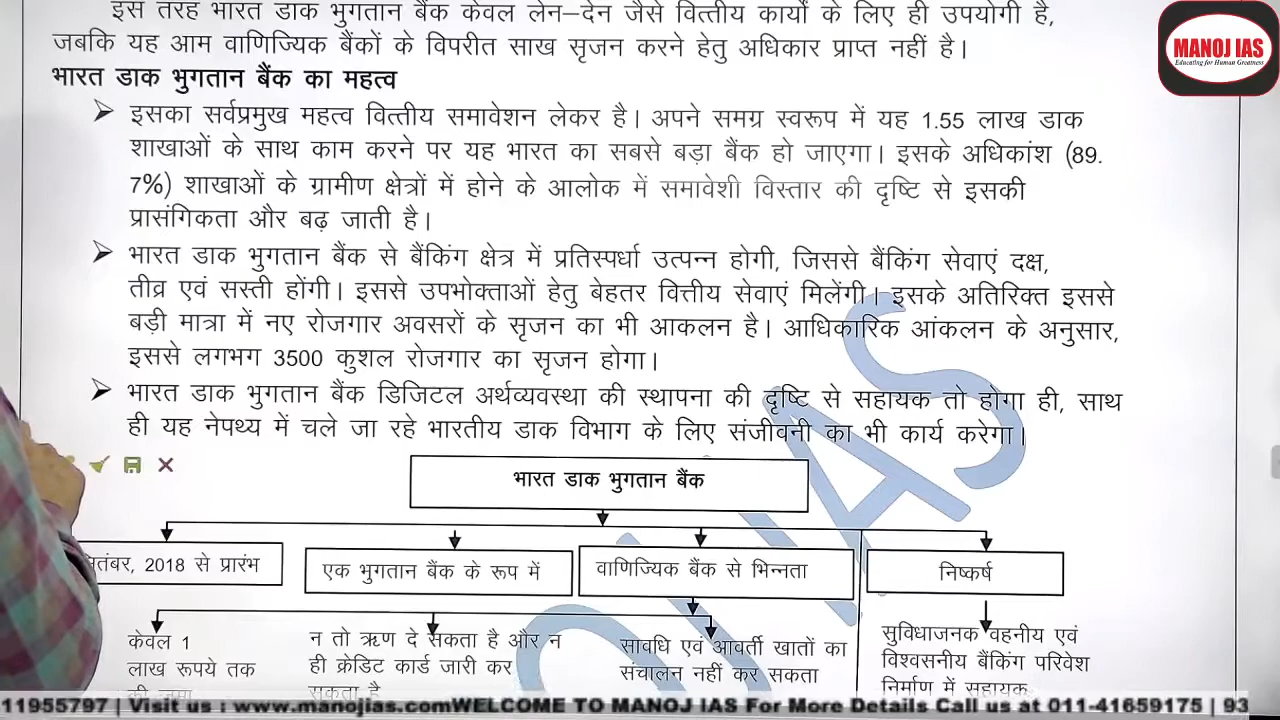 इस तरह भारत डाक भुगतान बैंक केवल लेन–देन जैसे वित्तीय कार्यो के लिए ही उपयोगी है,
जबकि यह आम वाणिज्यिक बैंकों के विपरीत साख सृजन करने हेतु अधिकार प्राप्त नहीं है।
MANOJ IAS
Educating for Human Greatness
भारत डाक भुगतान बैंक का महत्व
इसका सर्वप्रमुख महत्व वित्तीय समावेशन लेकर है। अपने समग्र स्वरूप में यह 1.55 लाख डाक
शाखाओं के साथ काम करने पर यह भारत का सबसे बड़ा बैंक हो जाएगा। इसके अधिकांश (89.
7%) शाखाओं के ग्रामीण क्षेत्रों में होने के आलोक में समावेशी विस्तार की दृष्टि से इसकी
प्रासंगिकता और बढ़ जाती है।
भारत डाक भुगतान बैंक से बैंकिंग क्षेत्र में प्रतिस्पर्धा उत्पन्न होगी, जिससे बैंकिंग सेवाएं दक्ष,
तीव्र एवं सस्ती होंगी। इससे उपभोक्ताओं हेतु बेहतर वित्तीय सेवाएं मिलेंगी। इसके अतिरिक्त इससे
बड़ी मात्रा में नए रोजगार अवसरों के सृजन का भी आकलन है। आधिकारिक आंकलन के अनुसार,
इससे लगभग 3500 कुशल रोजगार का सृजन होगा।
भारत डाक भुगतान बैंक डिजिटल अर्थव्यवस्था की स्थापना की दृष्टि से सहायक तो होगा ही, साथ
ही यह नेपथ्य में चले जा रहे भारतीय डाक विभाग के लिए संजीवनी का भी कार्य करेगा।
भारत डाक भुगतान बैंक
2018 से प्रारंभ
एक भुगतान बैंक के रूप में
वाणिज्यिक बैंक से भिन्नता
निष्कर्ष
केवल 1
लाख रूपये तक
न तो ऋण दे सकता है और न
ही क्रेडिट कार्ड जारी कर
सकता है
सावधि एवं आवर्ती खातों का
संचालन नहीं कर सकता
सुविधाजनक वहनीय एवं
विश्वसनीय बैंकिंग परिवेश
निर्माण में सहायक
IAS
11955797 | Visit us : www.manojias.comWELCOME TO MANOJ IAS For More Details Call us at 011-41659175 | 93